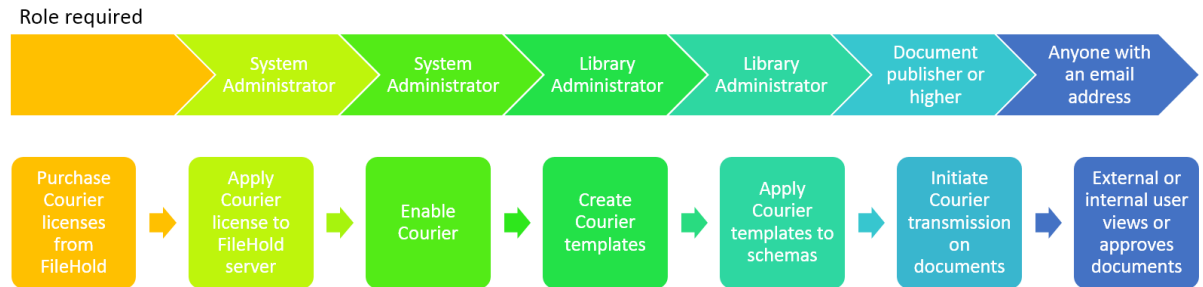 Role required
System
Administrator
System
Administrator
Library
Administrator
Library
Administrator
Document
publisher or
higher
Anyone with
an email
address
Purchase
Courier
licenses
from
FileHold
Apply
Courier
license to
FileHold
server
Enable
Courier
Create
Courier
templates
Apply
Courier
templates to
schemas
Initiate
Courier
transmission
on
documents
External or
internal user
views or
approves
documents